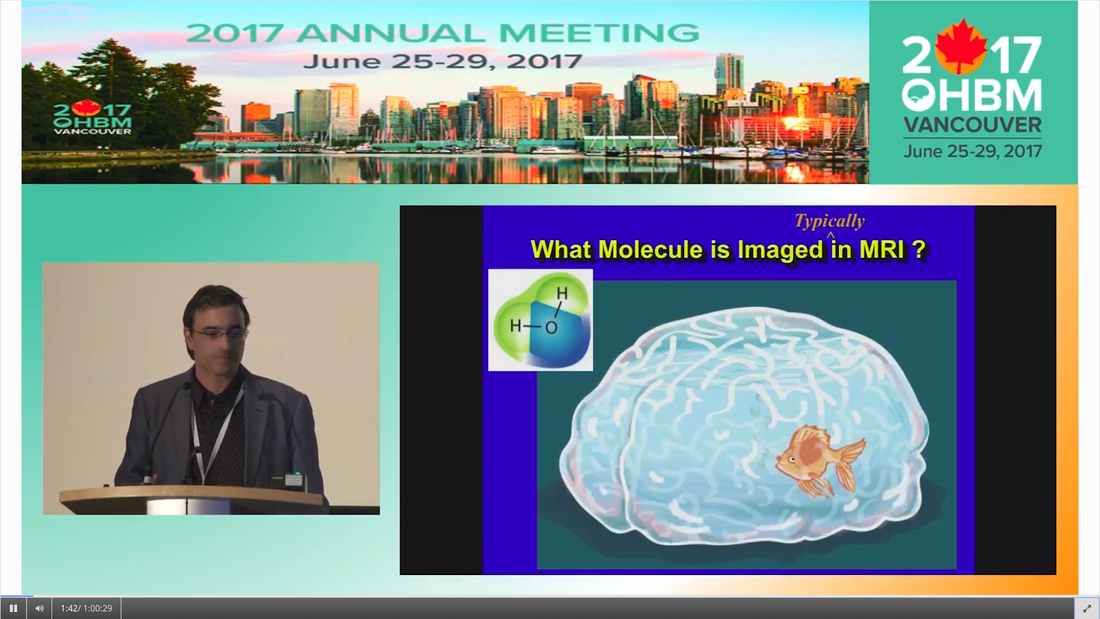 2017 ANNUAL MEETING
June 25-29, 2017
2017
OHBM
VANCOUVER
2017
OHBM
VANCOUVER
June 25-29, 2017
Typically
^
What Molecule is Imaged in MRI ?
H
H
O
1:42/ 1:00:29